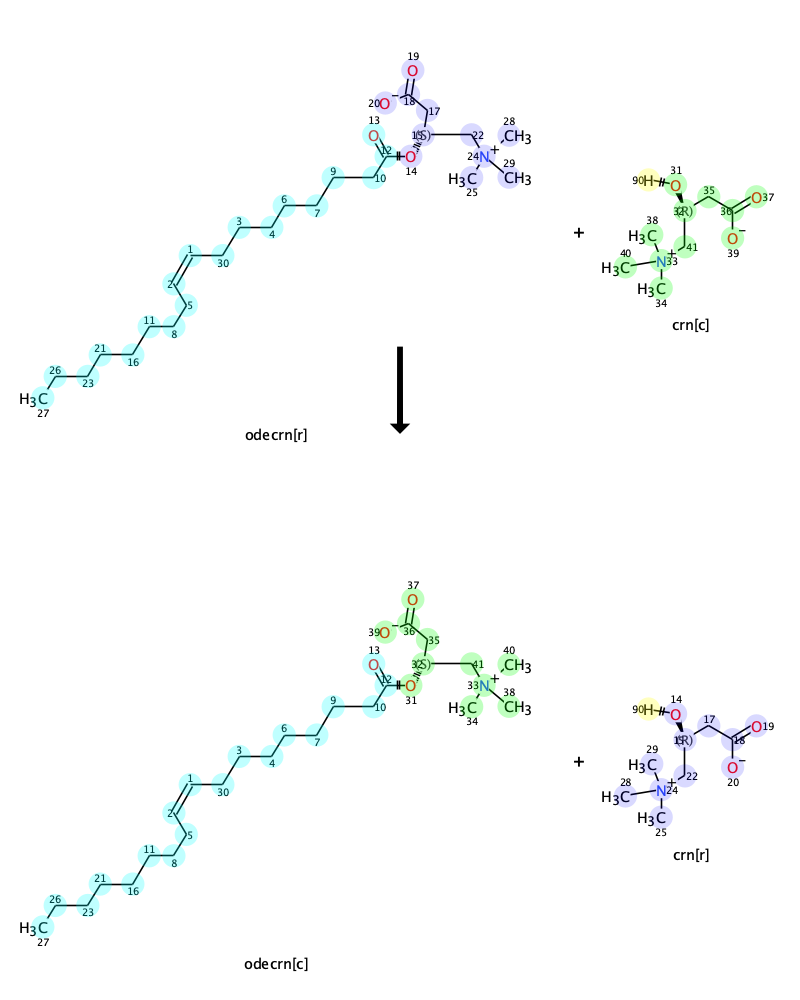 19
O
20 O − 18
17
28
13
O
(S)
22
CH3
12
O
14
24 N +
29
H3C
25
CH3
9
10
6
7
3
4
1
30
2
5
11
8
21
16
26
23
H3C
27
odecrn[r]
+
31
90 H O
35
32 (R)
36
O 37
38
H3C
41
O −
39
40
H3C
N +
33
H3C
34
crn[c]
37
O
39 O − 36
35
40
13
O
32 (S)
41
CH3
12
O
31
33 N +
38
H3C
34
CH3
9
10
6
7
3
4
1
30
2
5
11
8
21
16
26
23
H3C
27
odecrn[c]
+
14
90 H O
17
(R)
18
O 19
29
H3C
22
O −
20
28
H3C
N +
24
H3C
25
crn[r]